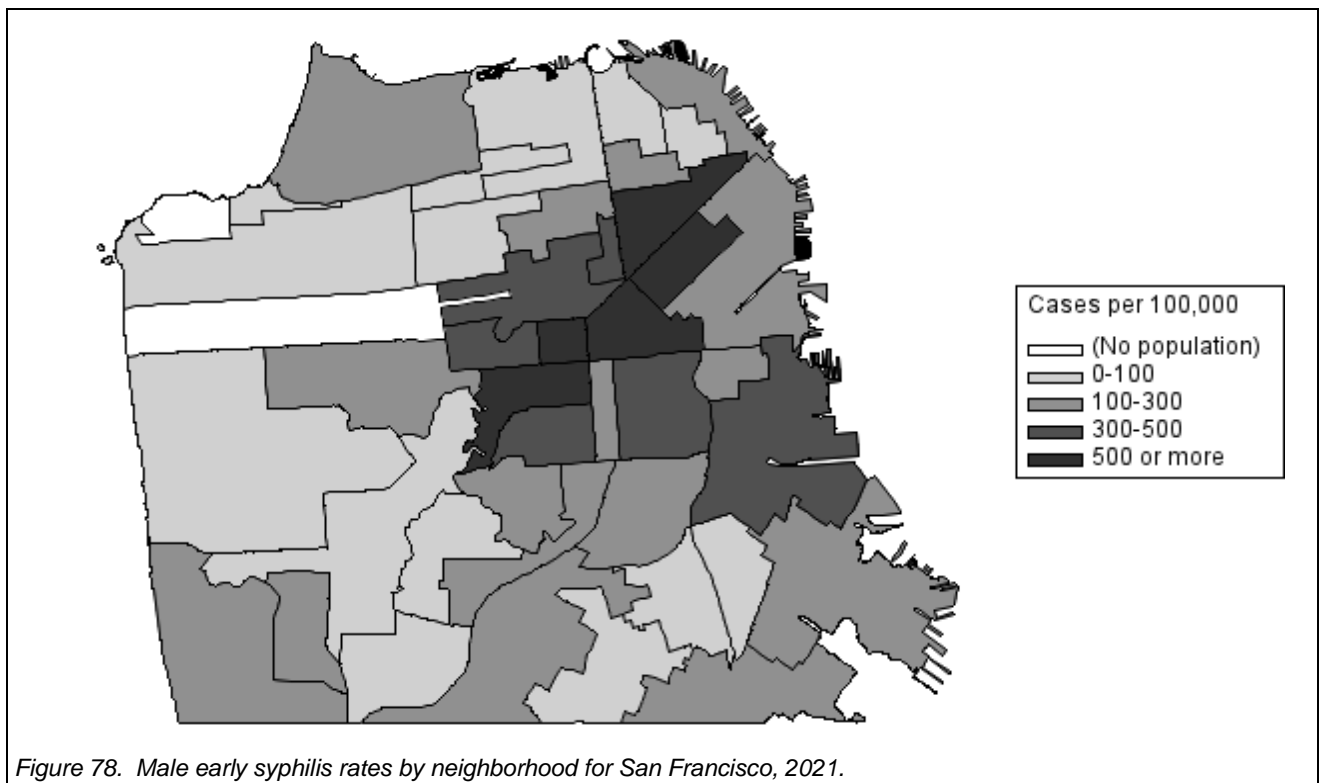 Cases per 100,000
(No population)
0-100
100-300
300-500
500 or more
Figure 78. Male early syphilis rates by neighborhood for San Francisco, 2021.